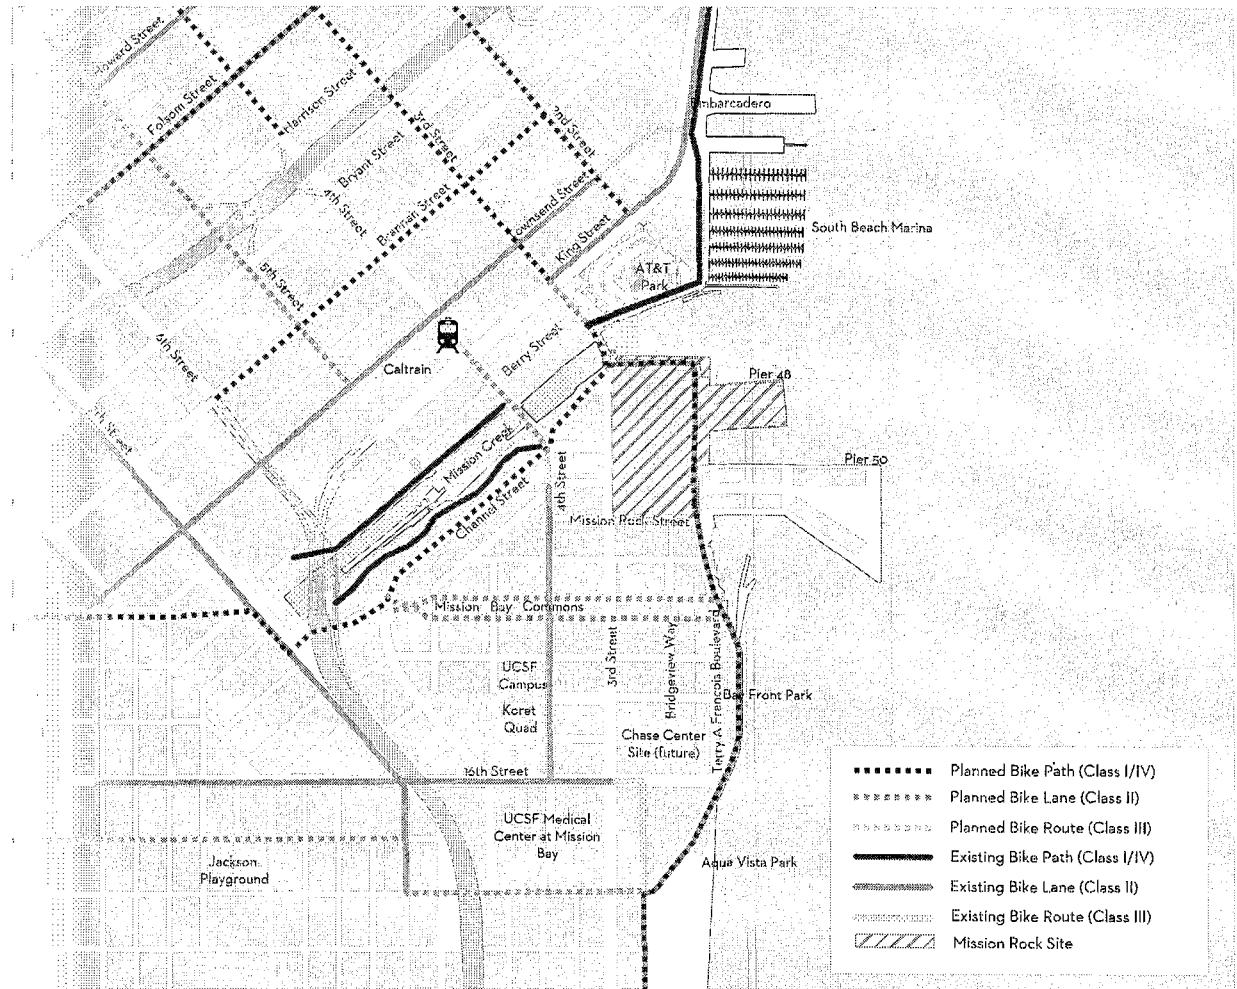 Howard Street
Folsom Street
Harrison Street
3rd Street
2nd Street
Embarcadero
Bryant Street
4th Street
Brannan Street
Townsend Street
King Street
South Beach Marina
AT&T
Park
5th Street
6th Street
Berry Street
Caltrain
Pier 48
7th Street
Mission Creek
Pier 50
4th Street
Channel Street
Mission Rock Street
Mission Bay Commons
3rd Street
Bridgeview Way
Terry A Francois Boulevard
UCSF
Campus
Koret
Quad
Bay Front Park
Chase Center
Site (future)
16th Street
UCSF Medical
Center at Mission
Bay
Jackson
Playground
Aqua Vista Park
Planned Bike Path (Class I/IV)
Planned Bike Lane (Class II)
Planned Bike Route (Class III)
Existing Bike Path (Class I/IV)
Existing Bike Lane (Class II)
Existing Bike Route (Class III)
Mission Rock Site